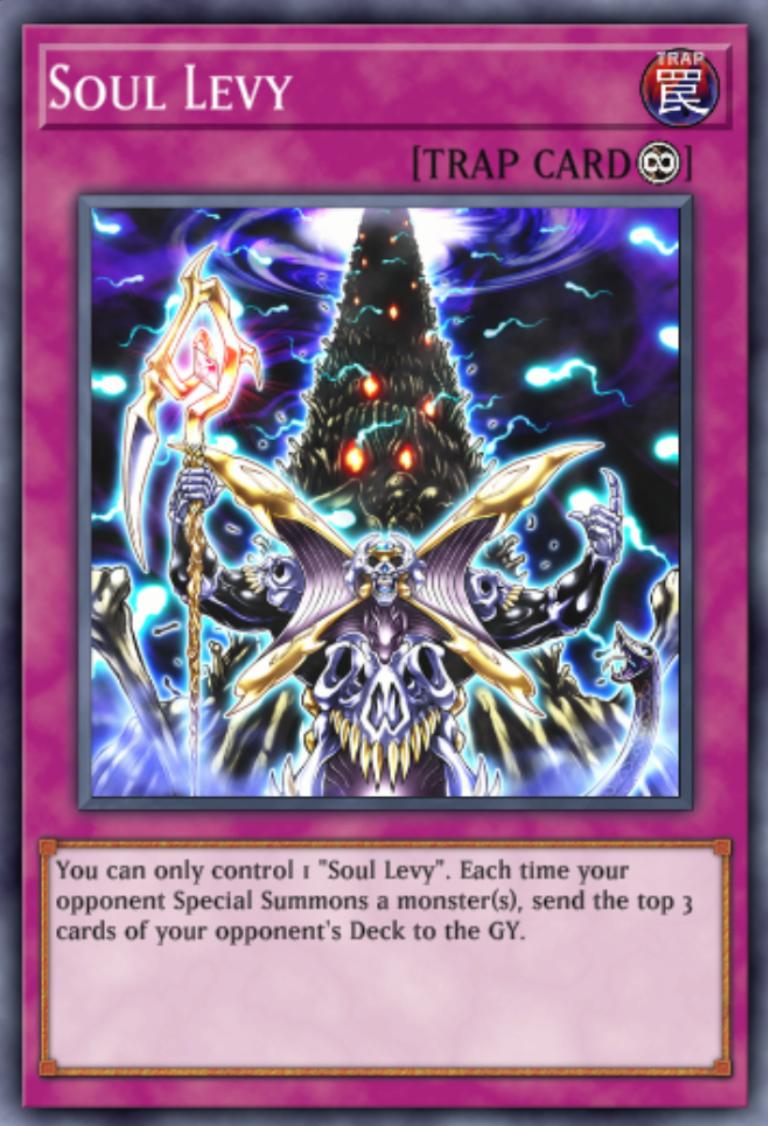 Soul Levy
TRAP
罠
[TRAP CARD]
You can only control 1 "Soul Levy". Each time your
opponent Special Summons a monster(s), send the top 3
cards of your opponent's Deck to the GY.